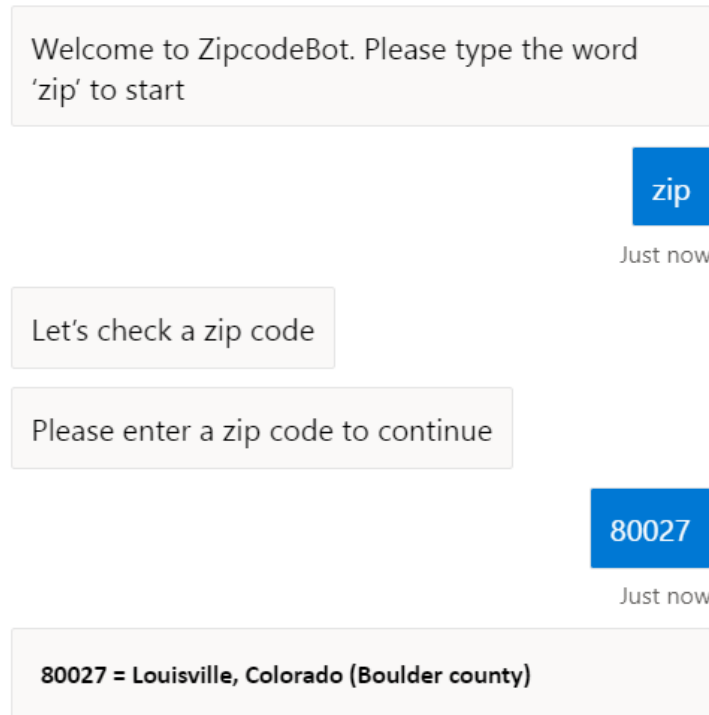 Welcome to ZipcodeBot. Please type the word
‘zip’ to start
zip
Just now
Let’s check a zip code
Please enter a zip code to continue
80027
Just now
80027 = Louisville, Colorado (Boulder county)